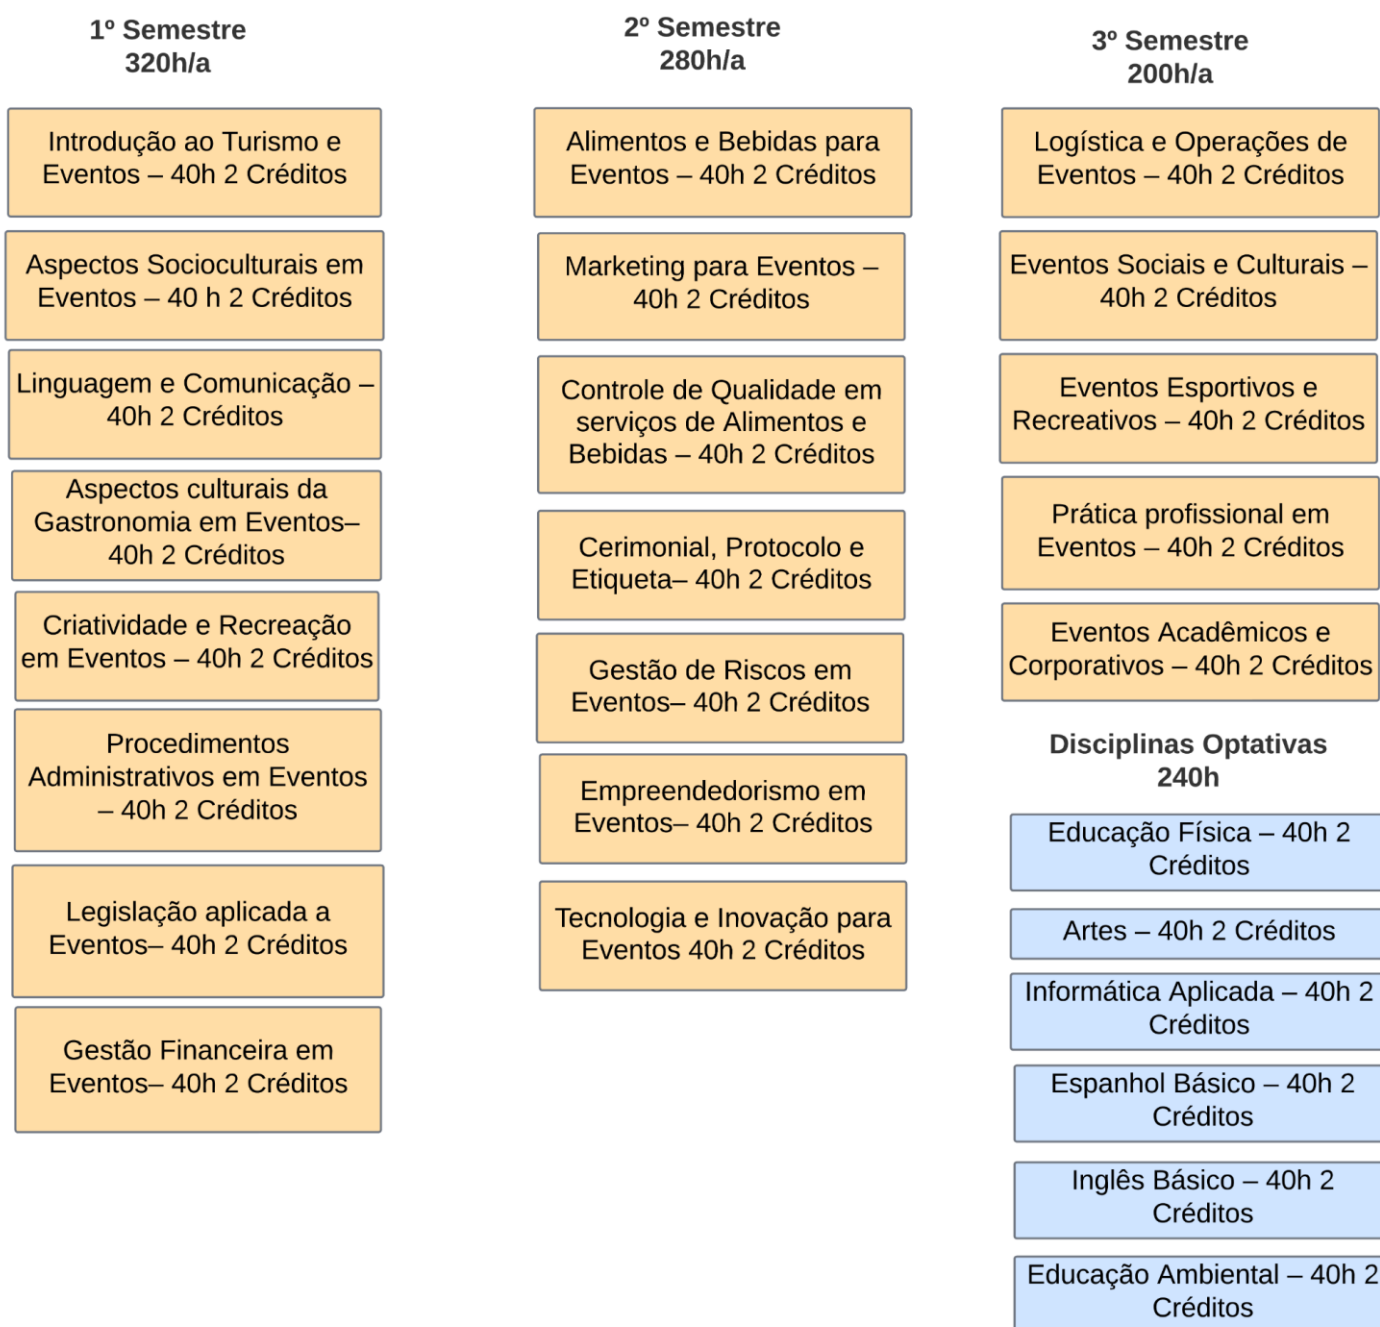 1º Semestre
320h/a
Introdução ao Turismo e
Eventos – 40h 2 Créditos
Aspectos Socioculturais em
Eventos – 40 h 2 Créditos
Linguagem e Comunicação –
40h 2 Créditos
Aspectos culturais da
Gastronomia em Eventos–
40h 2 Créditos
Criatividade e Recreação
em Eventos – 40h 2 Créditos
Procedimentos
Administrativos em Eventos
– 40h 2 Créditos
Legislação aplicada a
Eventos– 40h 2 Créditos
Gestão Financeira em
Eventos– 40h 2 Créditos
2º Semestre
280h/a
Alimentos e Bebidas para
Eventos – 40h 2 Créditos
Marketing para Eventos –
40h 2 Créditos
Controle de Qualidade em
serviços de Alimentos e
Bebidas – 40h 2 Créditos
Cerimonial, Protocolo e
Etiqueta– 40h 2 Créditos
Gestão de Riscos em
Eventos– 40h 2 Créditos
Empreendedorismo em
Eventos– 40h 2 Créditos
Tecnologia e Inovação para
Eventos 40h 2 Créditos
3º Semestre
200h/a
Logística e Operações de
Eventos – 40h 2 Créditos
Eventos Sociais e Culturais –
40h 2 Créditos
Eventos Esportivos e
Recreativos – 40h 2 Créditos
Prática profissional em
Eventos – 40h 2 Créditos
Eventos Acadêmicos e
Corporativos – 40h 2 Créditos
Disciplinas Optativas
240h
Educação Física – 40h 2
Créditos
Artes – 40h 2 Créditos
Informática Aplicada – 40h 2
Créditos
Espanhol Básico – 40h 2
Créditos
Inglês Básico – 40h 2
Créditos
Educação Ambiental – 40h 2
Créditos